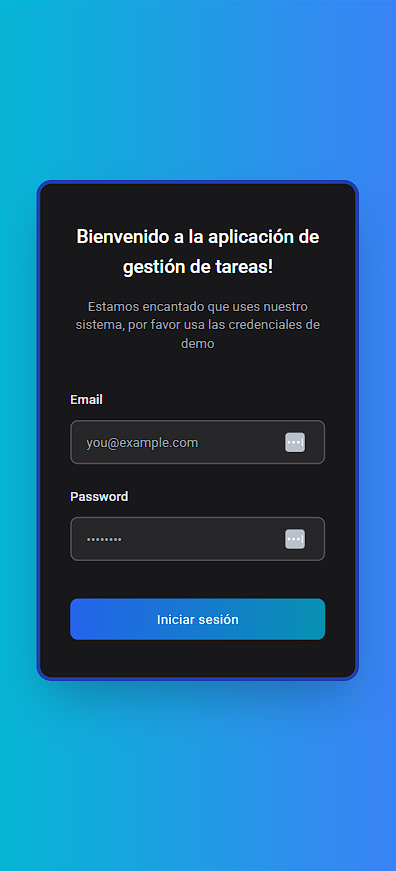 Bienvenido a la aplicación de
gestión de tareas!
Estamos encantado que uses nuestro
sistema, por favor usa las credenciales de
demo
Email
you@example.com
Password
••••••••
Iniciar sesión